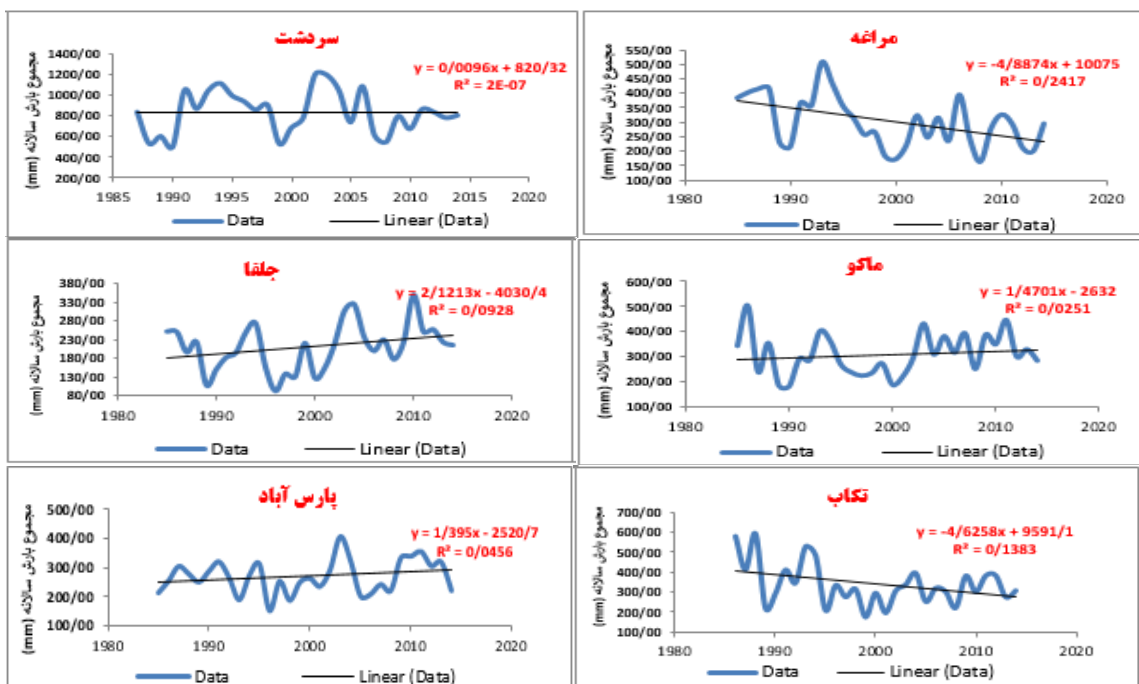 سردشت
مجموع بارش سالانه (mm)
y = 0/0096x + 820/32
R² = 2E-07
1400/00
1200/00
1000/00
800/00
600/00
400/00
200/00
1985 1990 1995 2000 2005 2010 2015 2020
Data Linear (Data)
مراغه
مجموع بارش سالانه (mm)
y = -4/8874x + 10075
R² = 0/2417
550/00
500/00
450/00
400/00
350/00
300/00
250/00
200/00
150/00
100/00
1980 1990 2000 2010 2020
Data Linear (Data)
جلفا
مجموع بارش سالانه (mm)
y = 2/1213x - 4030/4
R² = 0/0928
380/00
330/00
280/00
230/00
180/00
130/00
80/00
1980 1990 2000 2010 2020
Data Linear (Data)
ماکو
مجموع بارش سالانه (mm)
y = 1/4701x - 2632
R² = 0/0251
600/00
500/00
400/00
300/00
200/00
100/00
1980 1990 2000 2010 2020
Data Linear (Data)
پارس آباد
مجموع بارش سالانه (mm)
y = 1/395x - 2520/7
R² = 0/0456
500/00
400/00
300/00
200/00
100/00
1980 1990 2000 2010 2020
Data Linear (Data)
تکاب
مجموع بارش سالانه (mm)
y = -4/6258x + 9591/1
R² = 0/1383
700/00
600/00
500/00
400/00
300/00
200/00
100/00
1980 1990 2000 2010 2020
Data Linear (Data)